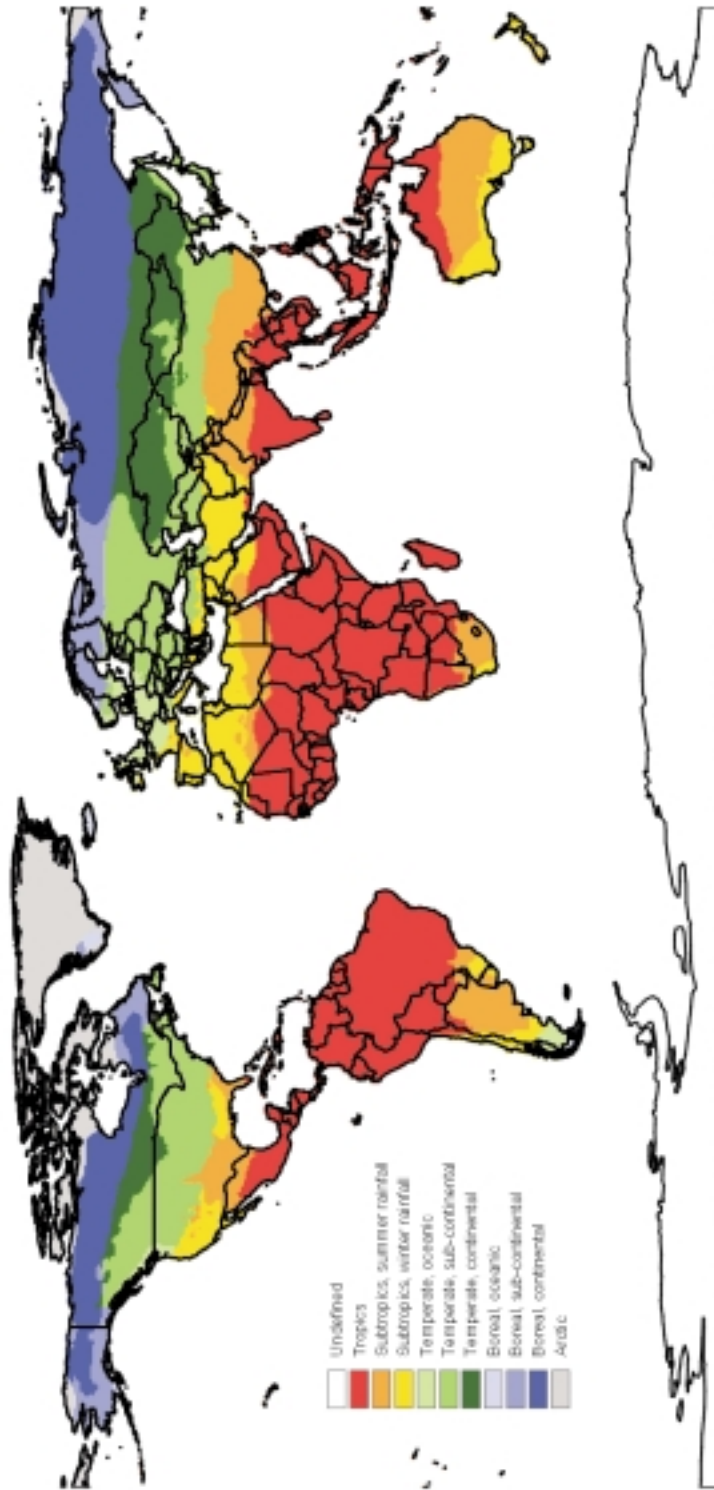 Undefined
Tropics
Subtropics, summer rainfall
Subtropics, winter rainfall
Temperate, oceanic
Temperate, sub-continental
Temperate, continental
Boreal, oceanic
Boreal, sub-continental
Boreal, continental
Arctic